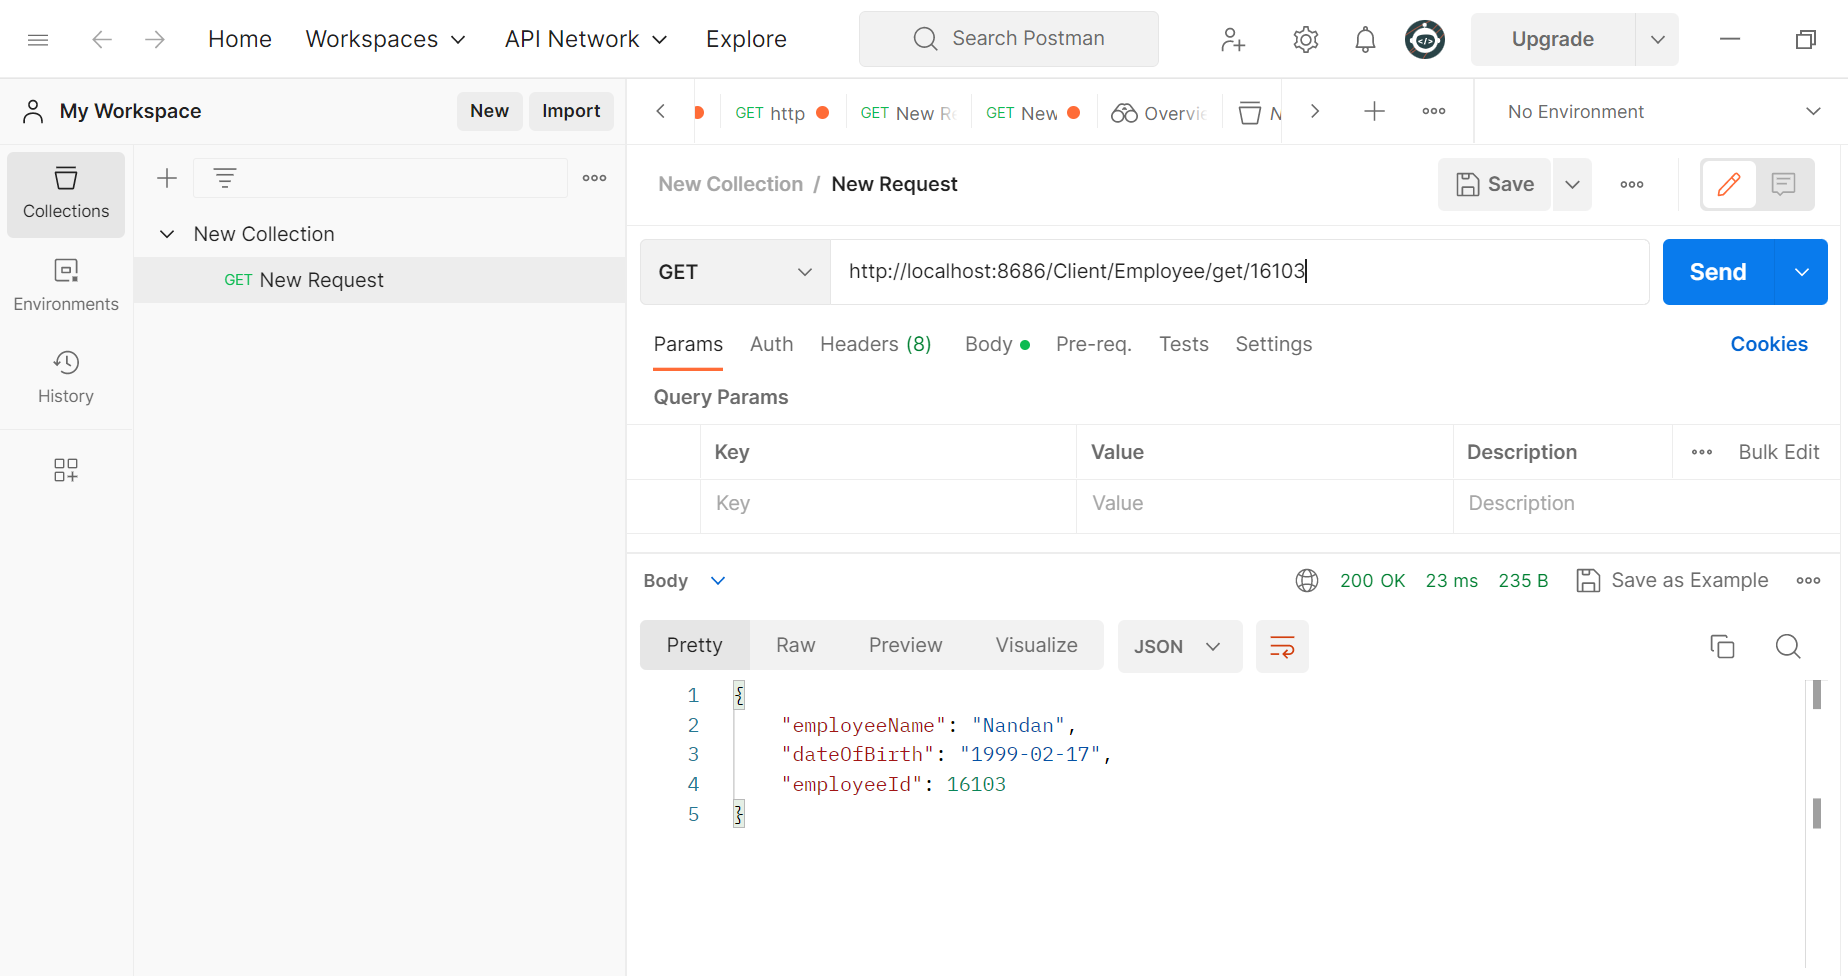 Home Workspaces API Network Explore Search Postman Upgrade
My Workspace New Import
GET http GET New Re GET New Overvie N No Environment
Collections
Environments
History
New Collection
GET New Request
New Collection / New Request Save
GET http://localhost:8686/Client/Employee/get/16103 Send
Params Auth Headers (8) Body Pre-req. Tests Settings Cookies
Query Params
Key Value Description Bulk Edit
Key Value Description
Body 200 OK 23 ms 235 B Save as Example
Pretty Raw Preview Visualize JSON
1 {
2 "employeeName": "Nandan",
3 "dateOfBirth": "1999-02-17",
4 "employeeId": 16103
5 }